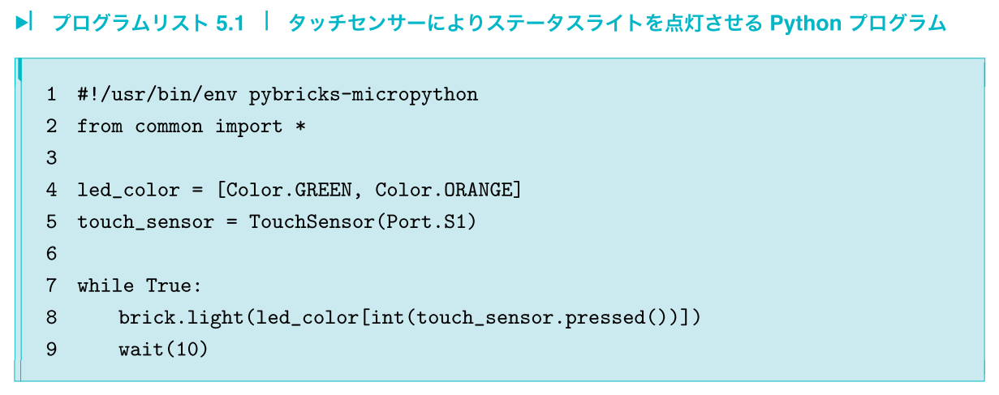 ▶| プログラムリスト 5.1 | タッチセンサーによりステータスライトを点灯させる Python プログラム
1 #!/usr/bin/env pybricks-micropython
2 from common import *
3
4 led_color = [Color.GREEN, Color.ORANGE]
5 touch_sensor = TouchSensor(Port.S1)
6
7 while True:
8     brick.light(led_color[int(touch_sensor.pressed())])
9     wait(10)